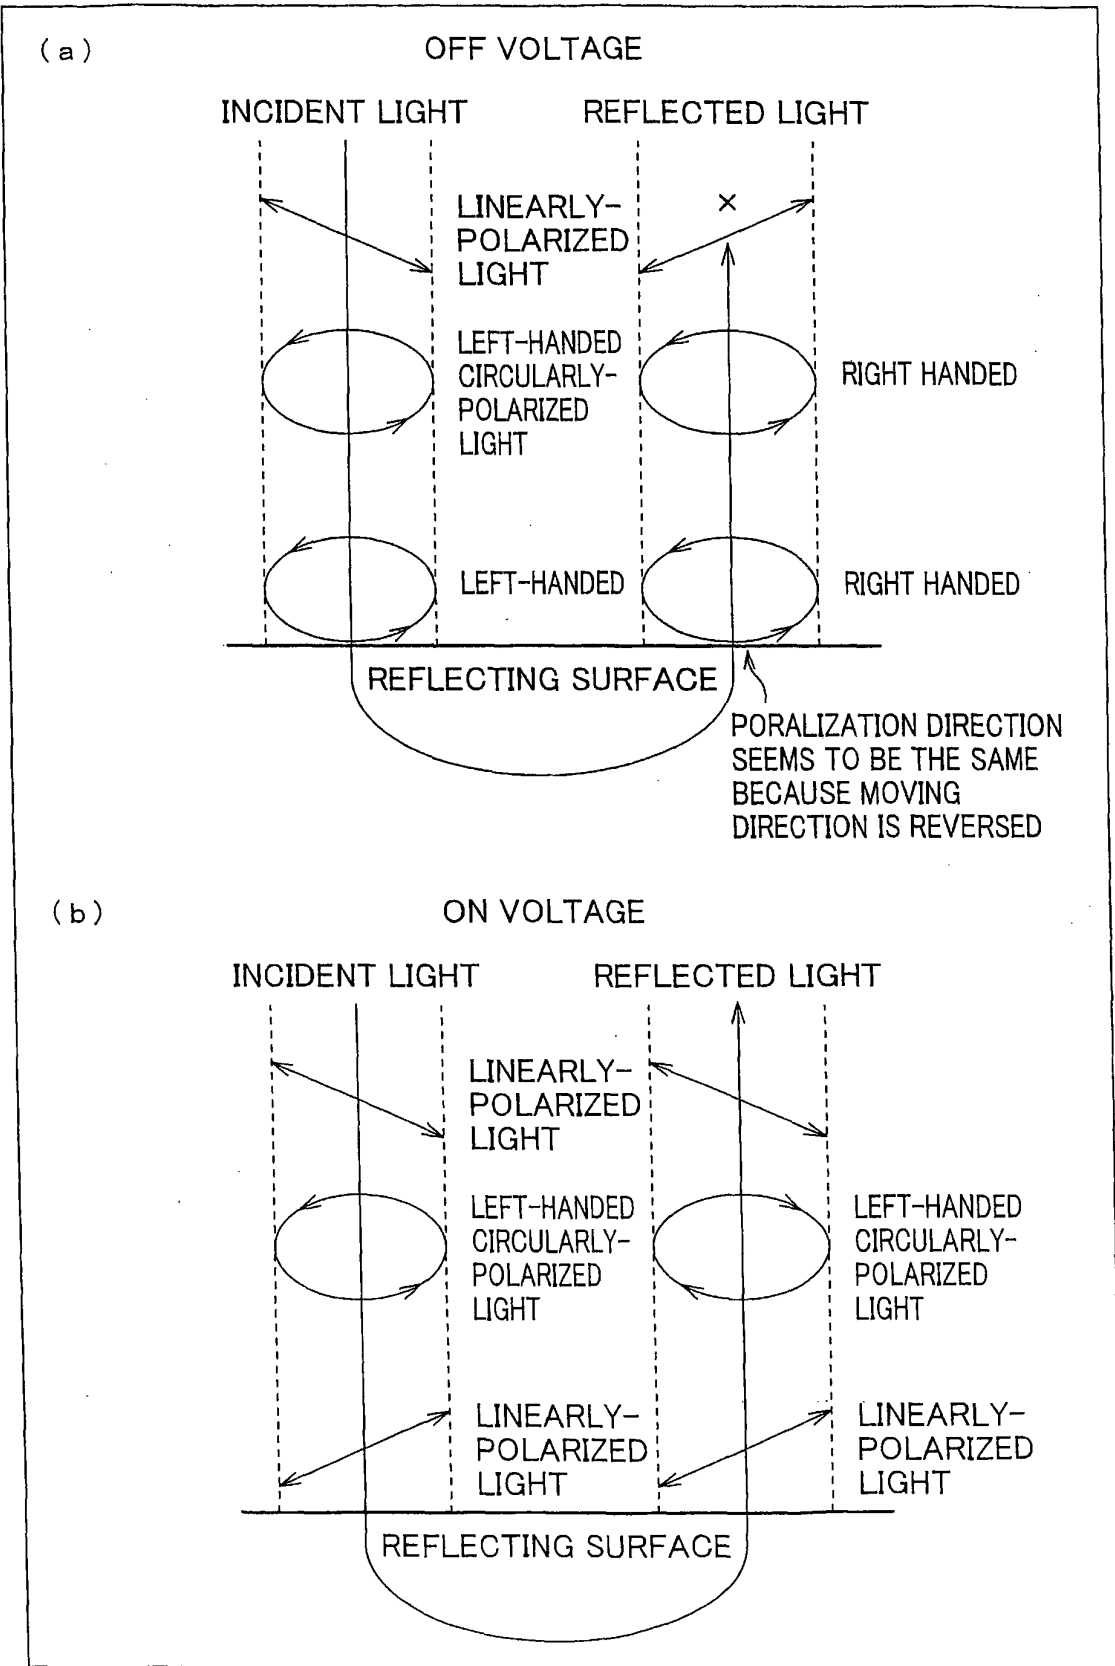 (a)
OFF VOLTAGE
INCIDENT LIGHT
REFLECTED LIGHT
LINEARLY-
POLARIZED
LIGHT
×
LEFT-HANDED
CIRCULARLY-
POLARIZED
LIGHT
RIGHT HANDED
LEFT-HANDED
RIGHT HANDED
REFLECTING SURFACE
PORALIZATION DIRECTION
SEEMS TO BE THE SAME
BECAUSE MOVING
DIRECTION IS REVERSED
(b)
ON VOLTAGE
INCIDENT LIGHT
REFLECTED LIGHT
LINEARLY-
POLARIZED
LIGHT
LEFT-HANDED
CIRCULARLY-
POLARIZED
LIGHT
LEFT-HANDED
CIRCULARLY-
POLARIZED
LIGHT
LINEARLY-
POLARIZED
LIGHT
LINEARLY-
POLARIZED
LIGHT
REFLECTING SURFACE